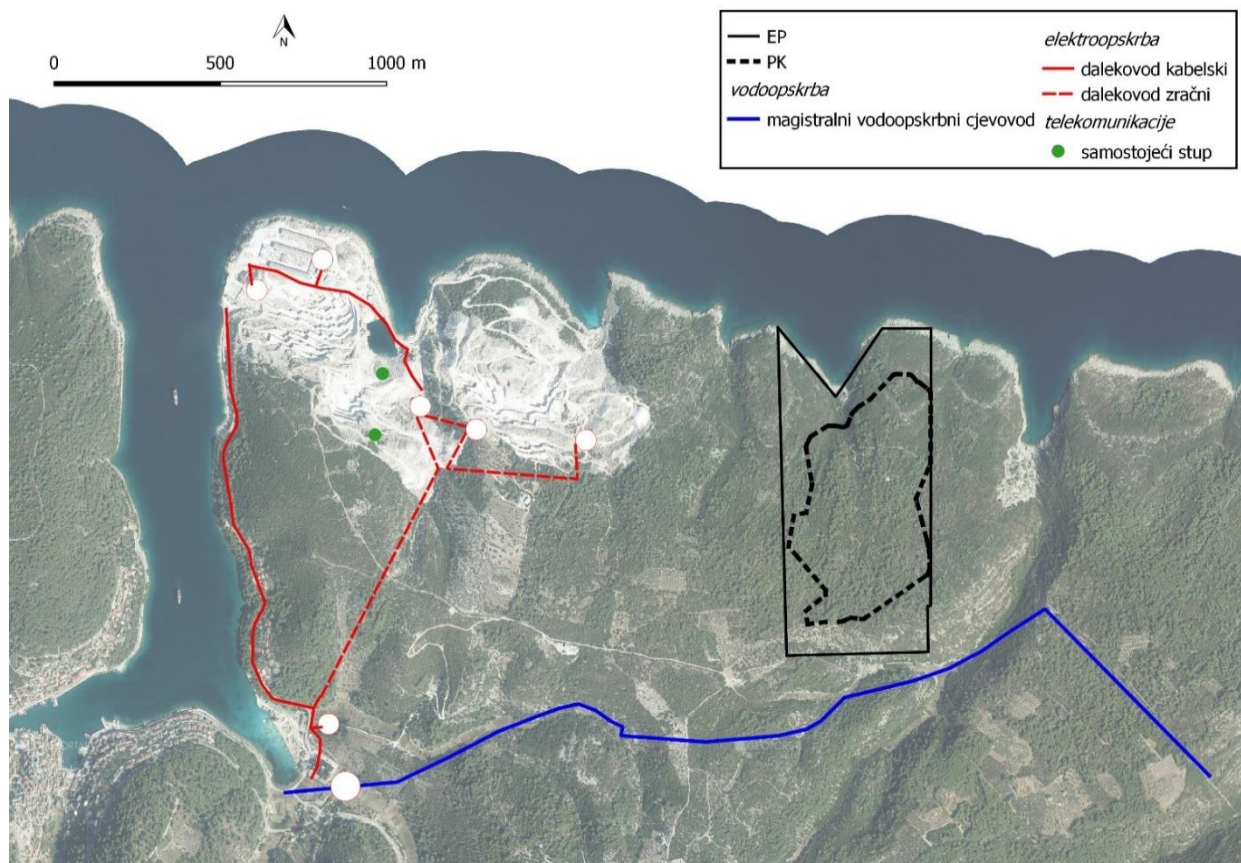 N
0 500 1000 m
EP
PK
vodoopskrba
magistralni vodoopskrbni cjevovod
elektroopskrba
dalekovod kabelski
dalekovod zračni
telekomunikacije
samostojeći stup